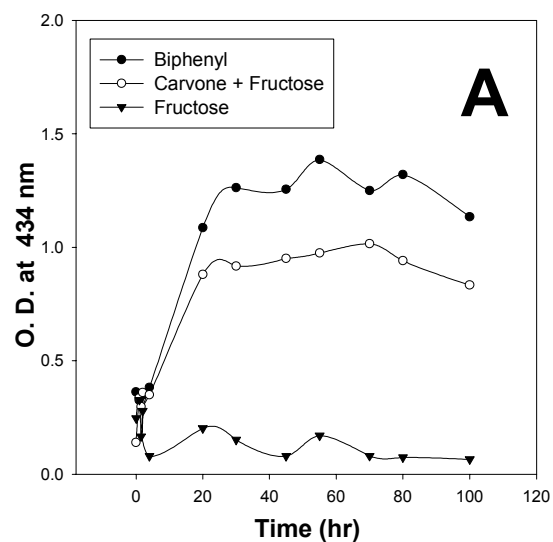 2.0
Biphenyl
Carvone + Fructose
Fructose
A
1.5
1.0
0.5
0.0
O. D. at 434 nm
0 20 40 60 80 100 120
Time (hr)